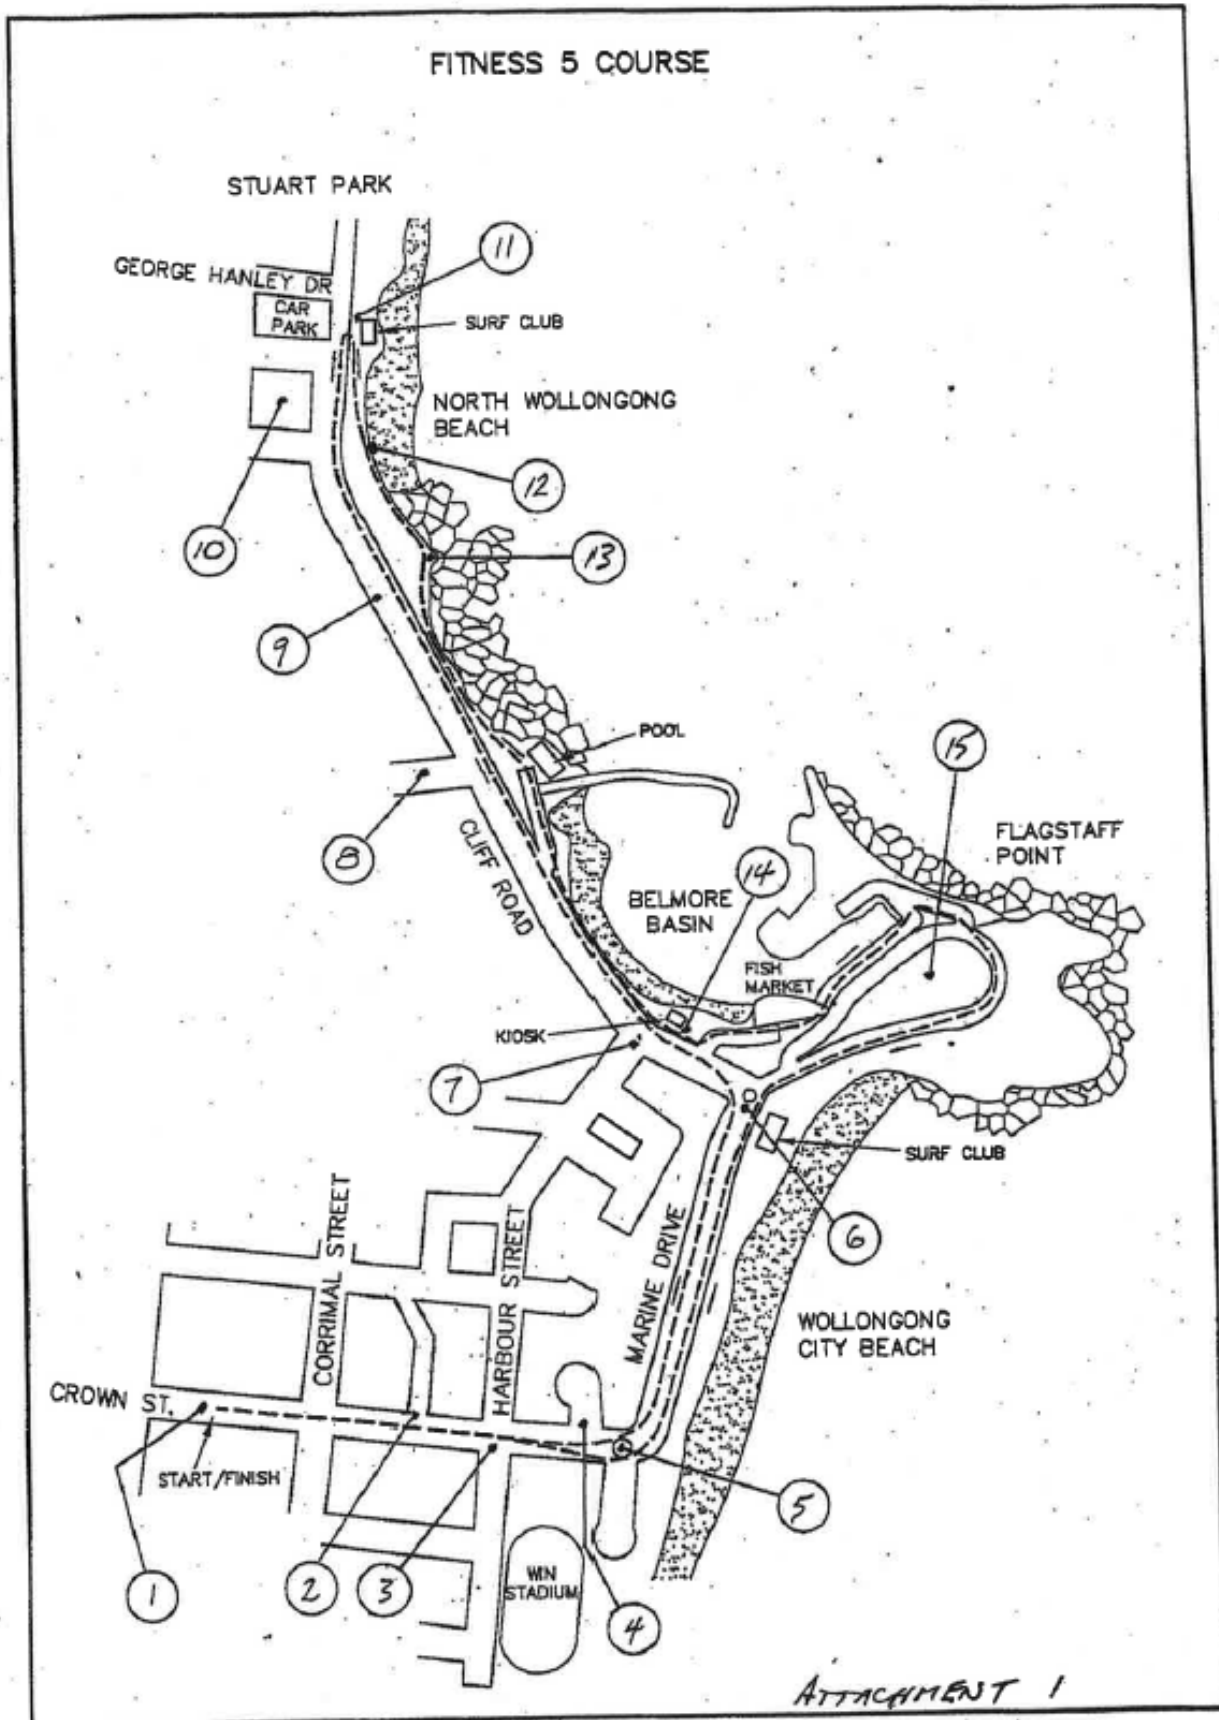 FITNESS 5 COURSE
STUART PARK
11
GEORGE HANLEY DR
CAR
PARK
SURF CLUB
NORTH WOLLONGONG
BEACH
12
10
13
9
POOL
15
8
CLIFF ROAD
FLAGSTAFF
POINT
14
BELMORE
BASIN
FISH
MARKET
KIOSK
7
SURF CLUB
6
CORRIMAL STREET
HARBOUR STREET
MARINE DRIVE
WOLLONGONG
CITY BEACH
CROWN ST.
START/FINISH
5
WIN
STADIUM
1
2
3
4
ATTACHMENT 1